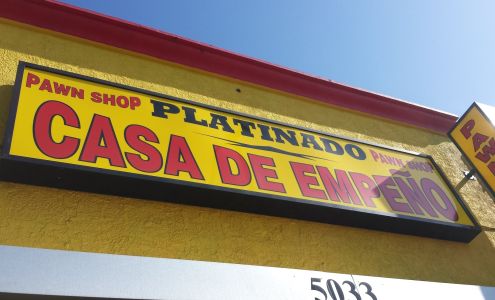 PAWN SHOP PLATINADO PAWN SHOP
CASA DE EMPEÑO
5033